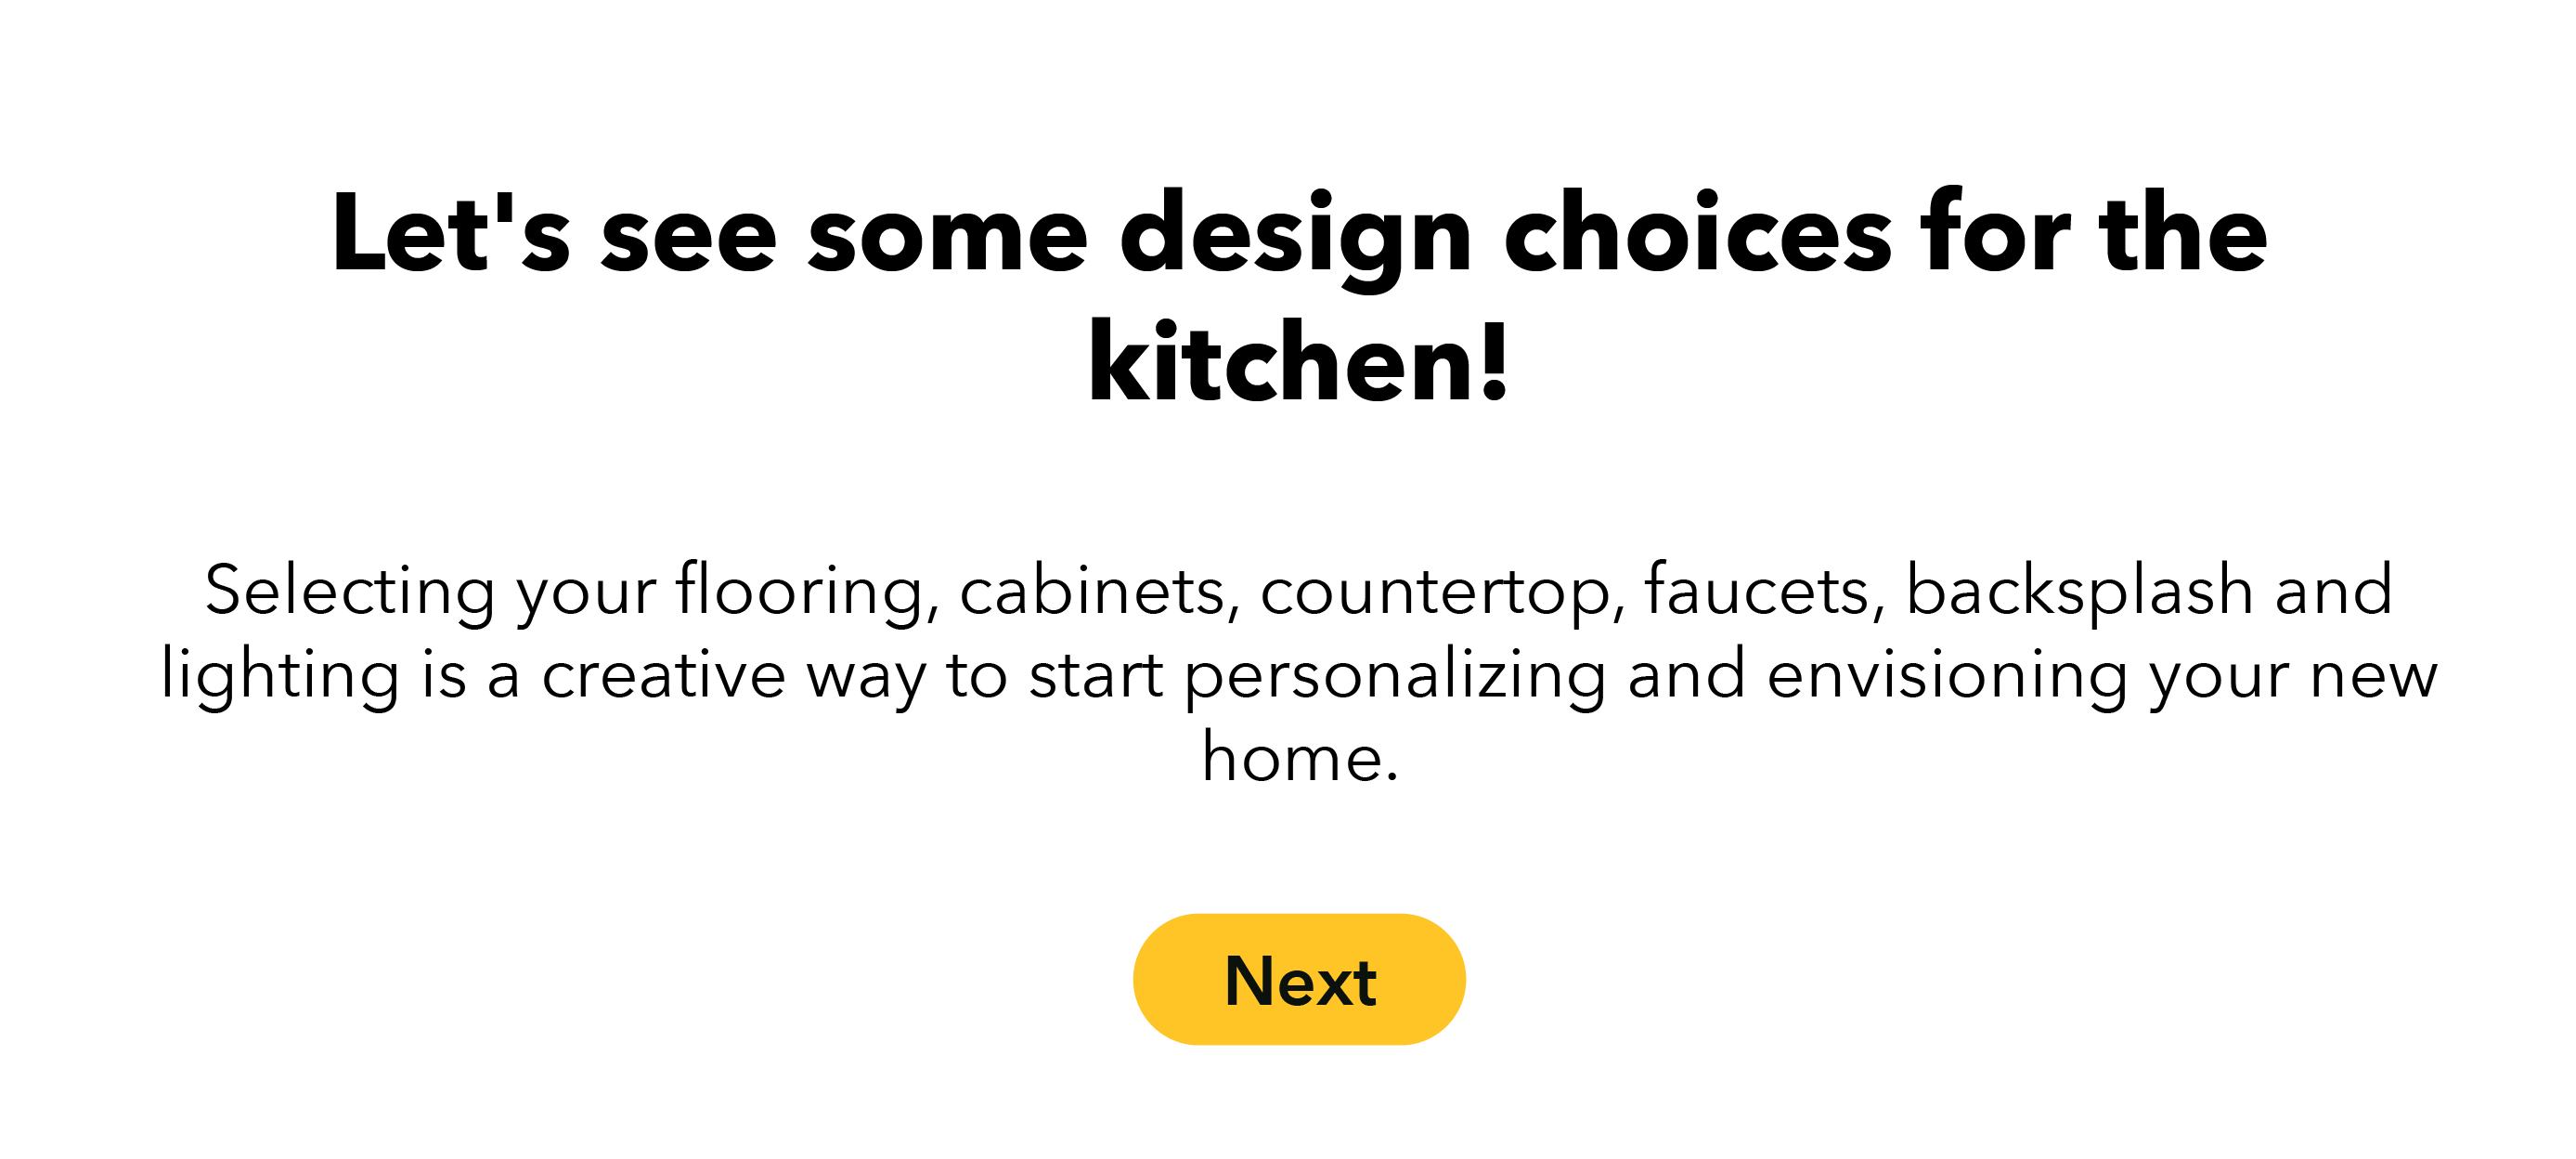 Let's see some design choices for the
kitchen!
Selecting your flooring, cabinets, countertop, faucets, backsplash and
lighting is a creative way to start personalizing and envisioning your new
home.
Next